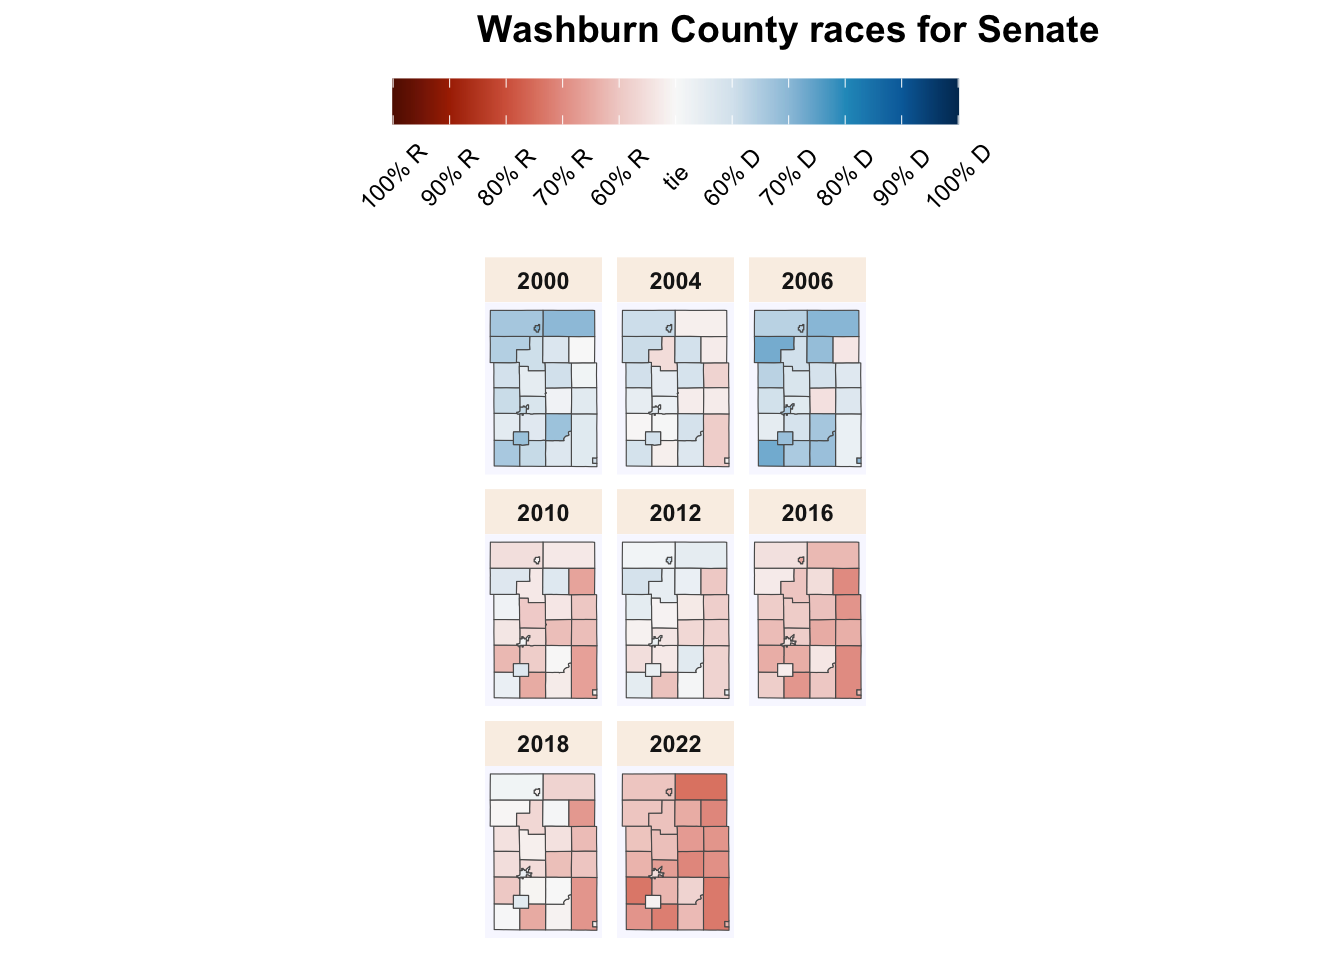 Washburn County races for Senate
100% R 90% R 80% R 70% R 60% R tie 60% D 70% D 80% D 90% D 100% D
2000 2004 2006
2010 2012 2016
2018 2022